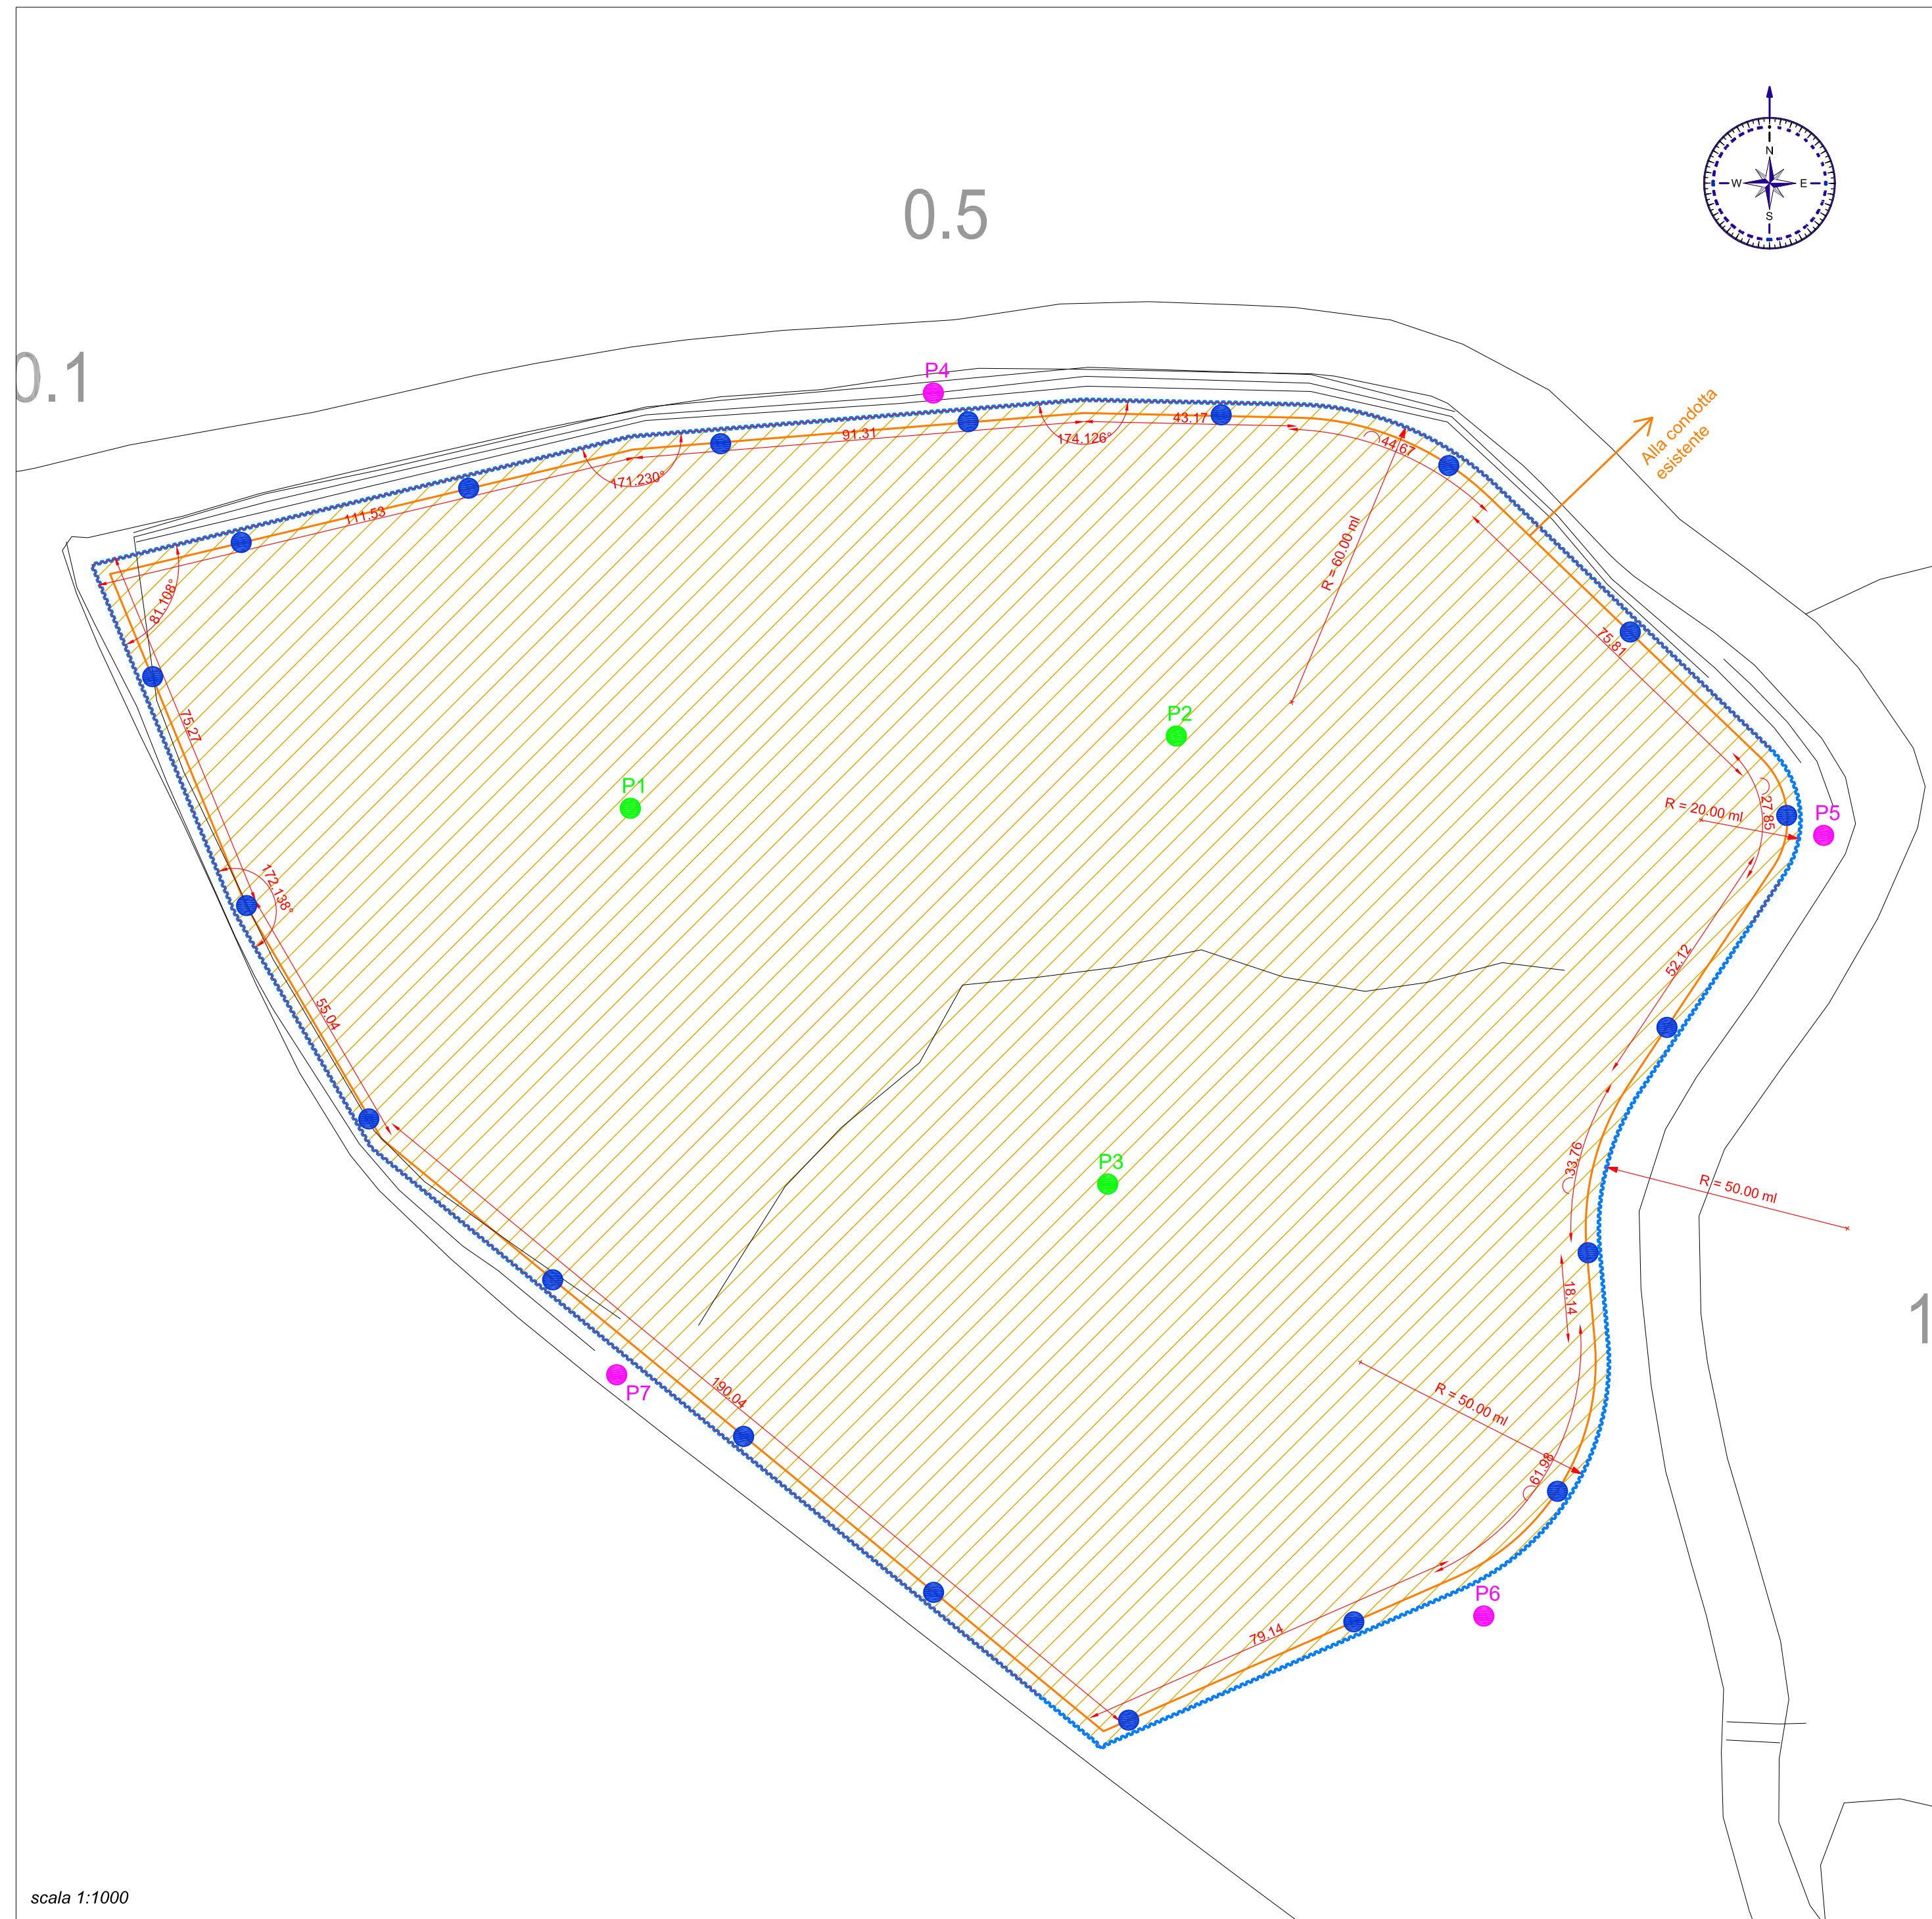 N
W
E
S
0.5
0.1
P4
Alla condotta
esistente
91.31
174.126°
43.17
44.67
171.230°
111.53
R = 60.00 ml
81.108°
75.81
75.27
P2
P1
R = 20.00 ml
27.85
P5
172.138°
52.12
55.04
P3
33.76
R = 50.00 ml
18.14
1
P7
190.04
R = 50.00 ml
61.98
P6
79.14
scala 1:1000